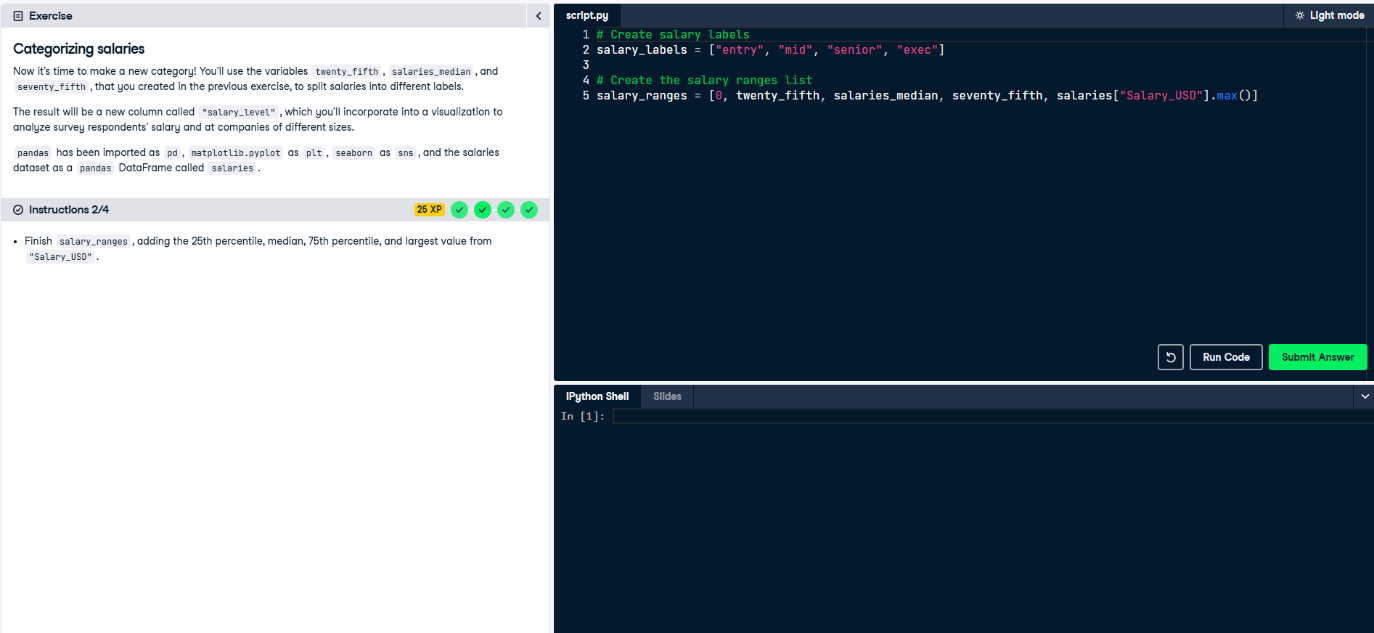 Exercise
Categorizing salaries
Now it's time to make a new category! You'll use the variables twenty_fifth , salaries_median , and
seventy_fifth , that you created in the previous exercise, to split salaries into different labels.
The result will be a new column called "salary_level" , which you'll incorporate into a visualization to
analyze survey respondents' salary and at companies of different sizes.
pandas has been imported as pd , matplotlib.pyplot as plt , seaborn as sns , and the salaries
dataset as a pandas DataFrame called salaries .
Instructions 2/4
25 XP
• Finish salary_ranges , adding the 25th percentile, median, 75th percentile, and largest value from
"Salary_USD" .
script.py
Light mode
1 # Create salary labels
2 salary_labels = ["entry", "mid", "senior", "exec"]
3
4 # Create the salary ranges list
5 salary_ranges = [0, twenty_fifth, salaries_median, seventy_fifth, salaries["Salary_USD"].max()]
Run Code
Submit Answer
IPython Shell
Slides
In [1]: